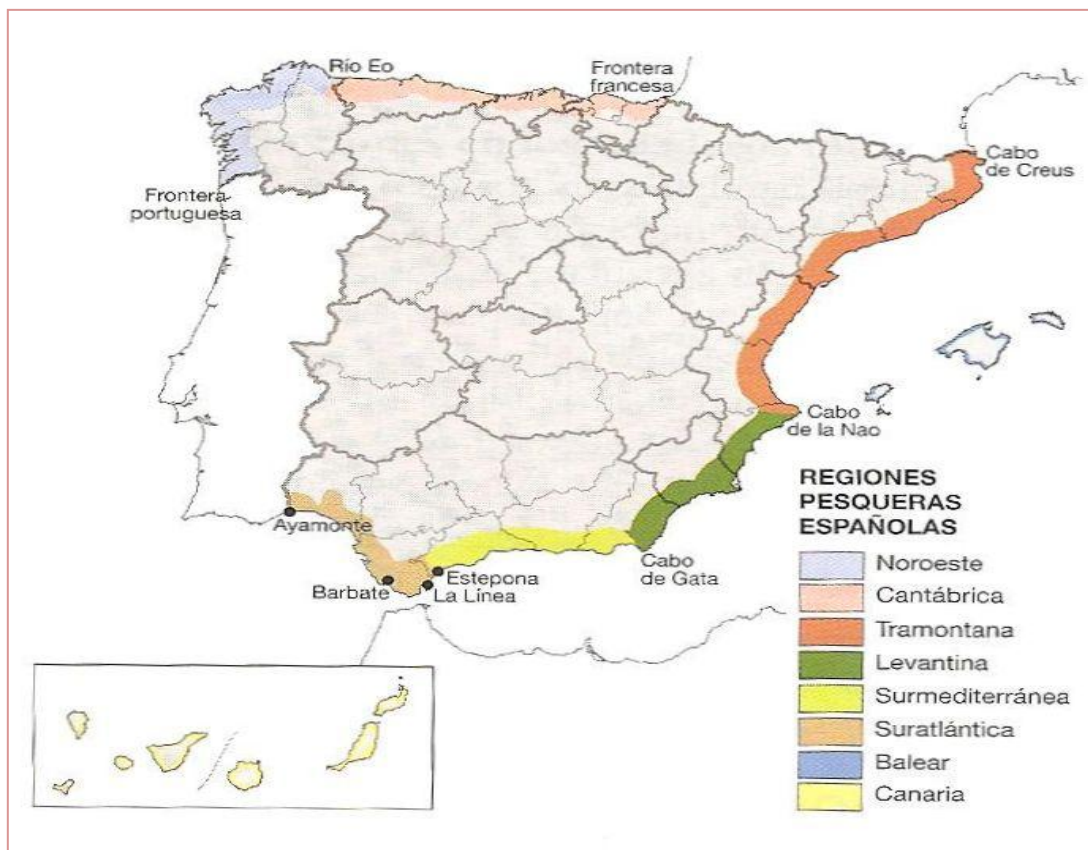 Río Eo
Frontera
francesa
Cabo
de Creus
Frontera
portuguesa
Cabo
de la Nao
Ayamonte
Barbate
Estepona
La Línea
Cabo
de Gata
REGIONES
PESQUERAS
ESPAÑOLAS
Noroeste
Cantábrica
Tramontana
Levantina
Surmediterránea
Suratlántica
Balear
Canaria